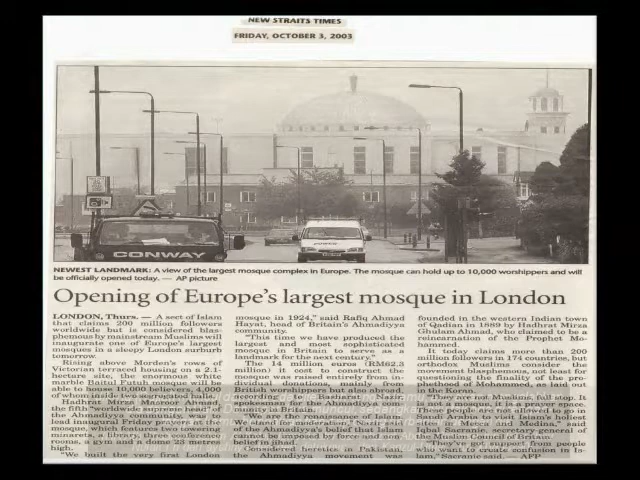 NEW STRAITS TIMES
FRIDAY, OCTOBER 3, 2003
CONWAY
NEWEST LANDMARK: A view of the largest mosque complex in Europe. The mosque can hold up to 10,000 worshippers and will
be officially opened today. — AP picture
Opening of Europe's largest mosque in London
LONDON, Thurs. — A sect of Islam
that claims 200 million followers
worldwide but is considered blas-
phemous by mainstream Muslims will
inaugurate one of Europe's largest
mosques in a sleepy London surburb
tomorrow.
Rising above Morden's rows of
Victorian terraced housing on a 2.1-
hectare site, the enormous white
marble Baitul Futuh mosque will be
able to house 10,000 believers, 4,000
of whom inside two segregated halls.
Hadhrat Mirza Masroor Ahmad,
the fifth "worldwide supreme head" of
the Ahmadiyya community, was to
lead inaugural Friday prayers at the
mosque, which features two towering
minarets, a library, three conference
rooms, a gym and a dome 23 metres
high.
"We built the very first London
mosque in 1924," said Rafiq Ahmad
Hayat, head of Britain's Ahmadiyya
community.
"This time we have produced the
largest and most sophisticated
mosque in Britain to serve as a
landmark for the next century."
The 14 million euros (RM62.3
million) it cost to construct the
mosque was raised entirely from in-
dividual donations, mainly from
British worshippers but also abroad,
according to Basharat Nazir,
spokesman for the Ahmadiyya com-
munity in Britain.
"We are the renaissance of Islam.
We stand for moderation," Nazir said
of the Ahmadiyya's belief that Islam
cannot be imposed by force and non-
belief in jihad.
Considered heretics in Pakistan,
the Ahmadiyya movement was
founded in the western Indian town
of Qadian in 1889 by Hadhrat Mirza
Ghulam Ahmad, who claimed to be a
reincarnation of the Prophet Mo-
hammed.
It today claims more than 200
million followers in 174 countries, but
orthodox Muslims consider the
movement blasphemous, not least for
questioning the finality of the pro-
phethood of Mohammed, as laid out
in the Koran.
"They are not Muslims, full stop. It
is not a mosque, it is a prayer space.
These people are not allowed to go in
Saudi Arabia to visit Islam's holiest
sites in Mecca and Medina," said
Iqbal Sacranie, secretary-general of
the Muslim Council of Britain.
"They've got support from people
who want to create confusion in Is-
lam," Sacranie said. — AFP